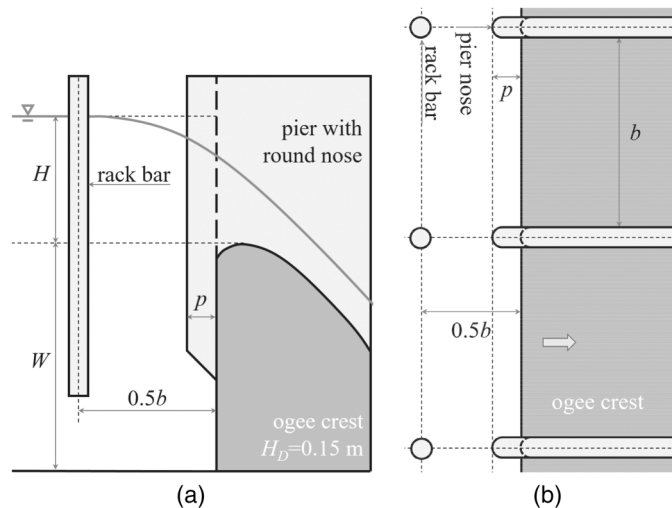 H
W
rack bar
pier with
round nose
p
0.5b
ogee crest
H_D=0.15 m
(a)
rack bar
pier nose
p
b
0.5b
ogee crest
(b)